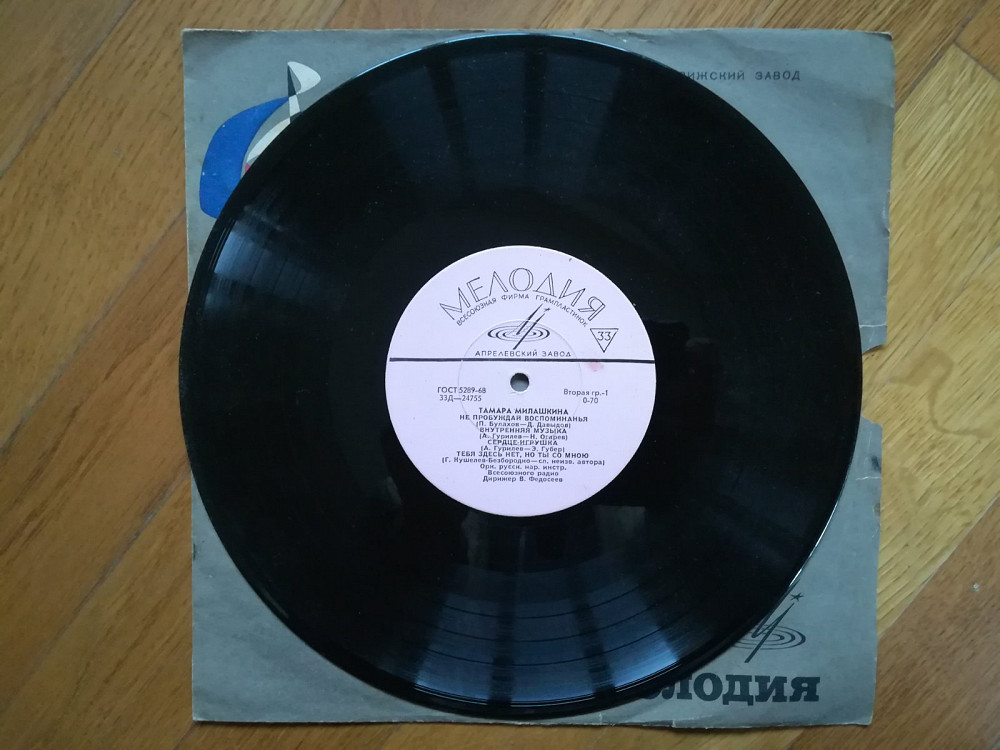 РИЖСКИЙ ЗАВОД
МЕЛОДИЯ
ВСЕСОЮЗНАЯ ФИРМА ГРАМПЛАСТИНОК
33
АПРЕЛЕВСКИЙ ЗАВОД
ГОСТ 5289-68 Вторая гр.-1
33Д—24755 0-70
ТАМАРА МИЛАШКИНА
НЕ ПРОБУЖДАЙ ВОСПОМИНАНЬЯ
(П. Булахов—Д. Давыдов)
ВНУТРЕННЯЯ МУЗЫКА
(А. Гурилев—Н. Огарев)
СЕРДЦЕ-ИГРУШКА
(А. Гурилев—Э. Губер)
ТЕБЯ ЗДЕСЬ НЕТ, НО ТЫ СО МНОЮ
(Г. Кушелев-Безбородко—сл. неизв. автора)
Орк. русск. нар. инстр.
Всесоюзного радио
Дирижер В. Федосеев
ЛОДИЯ